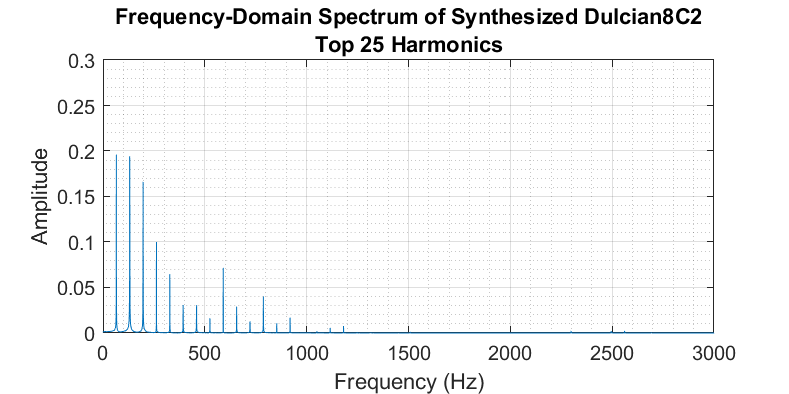 Frequency-Domain Spectrum of Synthesized Dulcian8C2
Top 25 Harmonics
0.3
0.25
0.2
0.15
0.1
0.05
0
Amplitude
0 500 1000 1500 2000 2500 3000
Frequency (Hz)